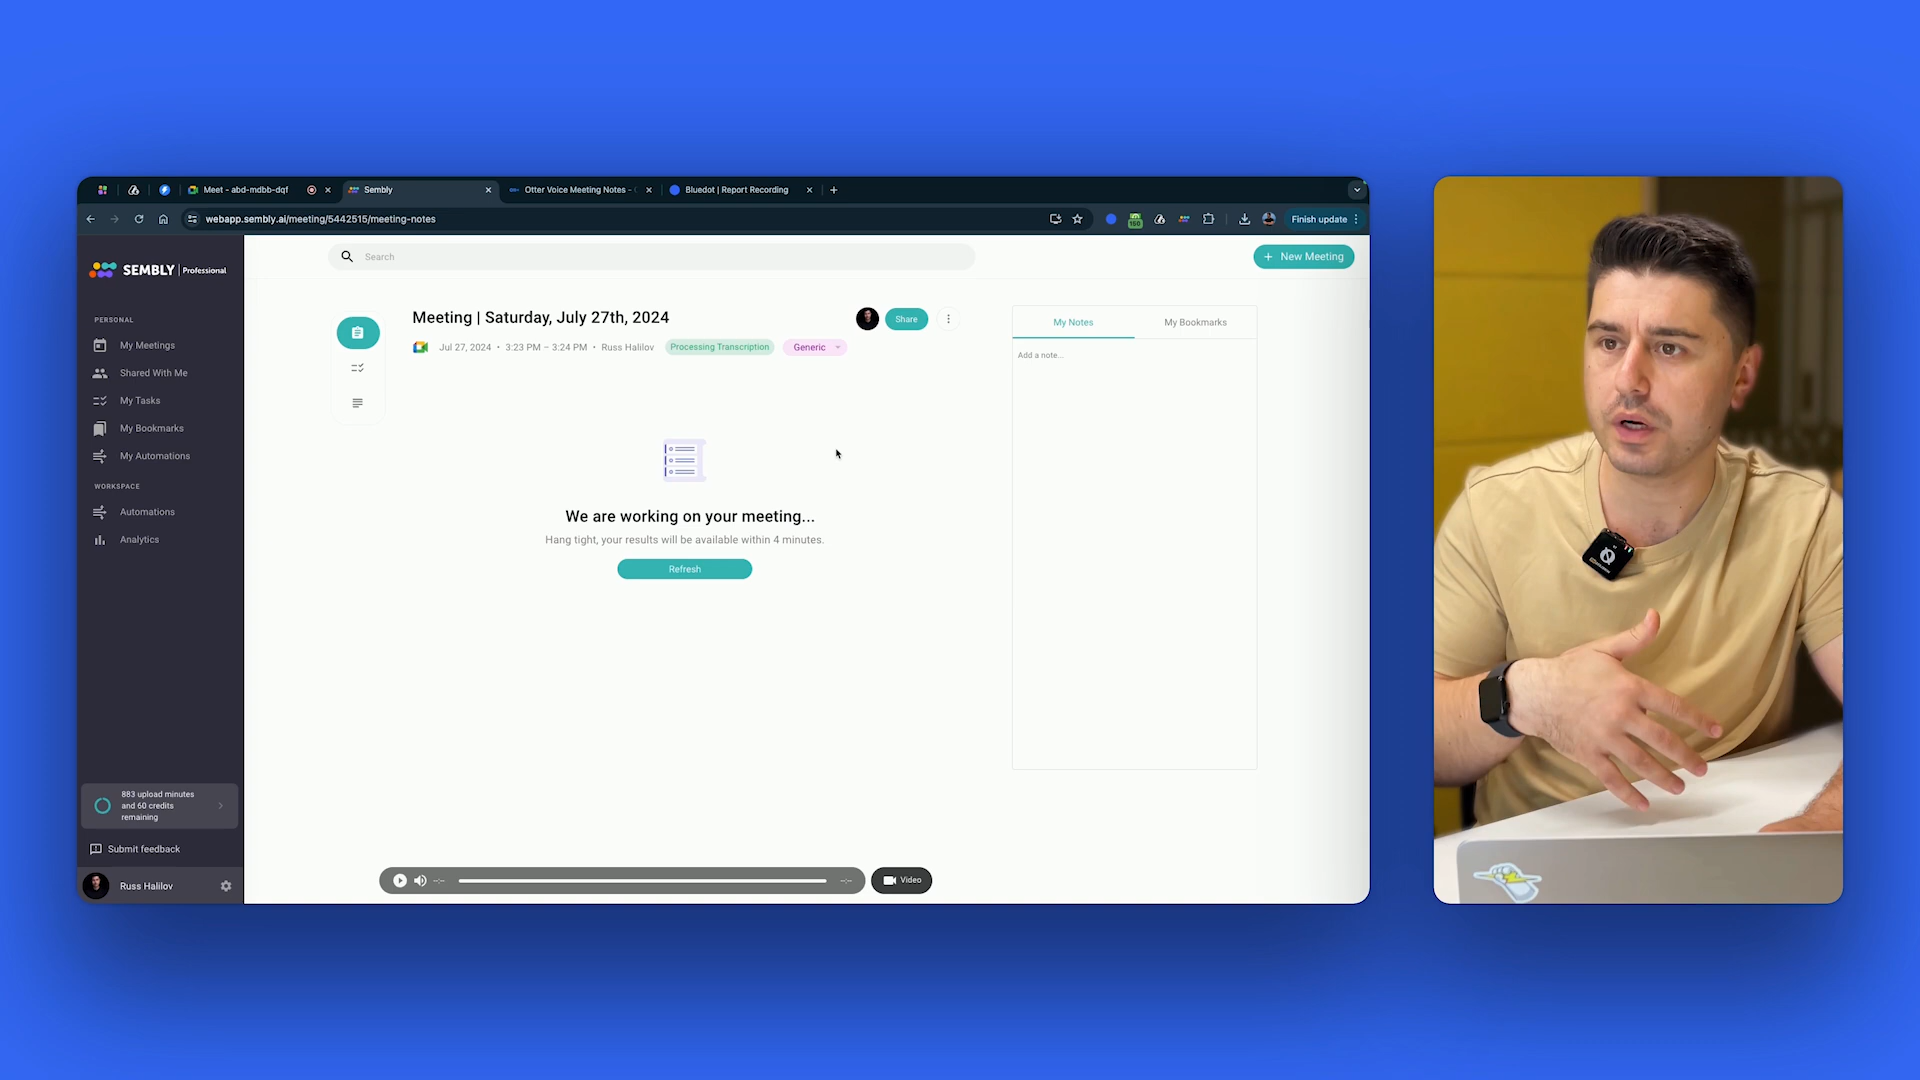 Meet - abd-mdbb-dqf
Sembly
Otter Voice Meeting Notes -
Bluedot | Report Recording
webapp.sembly.ai/meeting/5442515/meeting-notes
Finish update
SEMBLY | Professional
Search
+ New Meeting
PERSONAL
My Meetings
Shared With Me
My Tasks
My Bookmarks
My Automations
WORKSPACE
Automations
Analytics
883 upload minutes
and 60 credits
remaining
Submit feedback
Russ Halilov
Meeting | Saturday, July 27th, 2024
Share
Jul 27, 2024 • 3:23 PM – 3:24 PM • Russ Halilov
Processing Transcription
Generic
We are working on your meeting...
Hang tight, your results will be available within 4 minutes.
Refresh
My Notes
My Bookmarks
Add a note...
--:--
--:--
Video